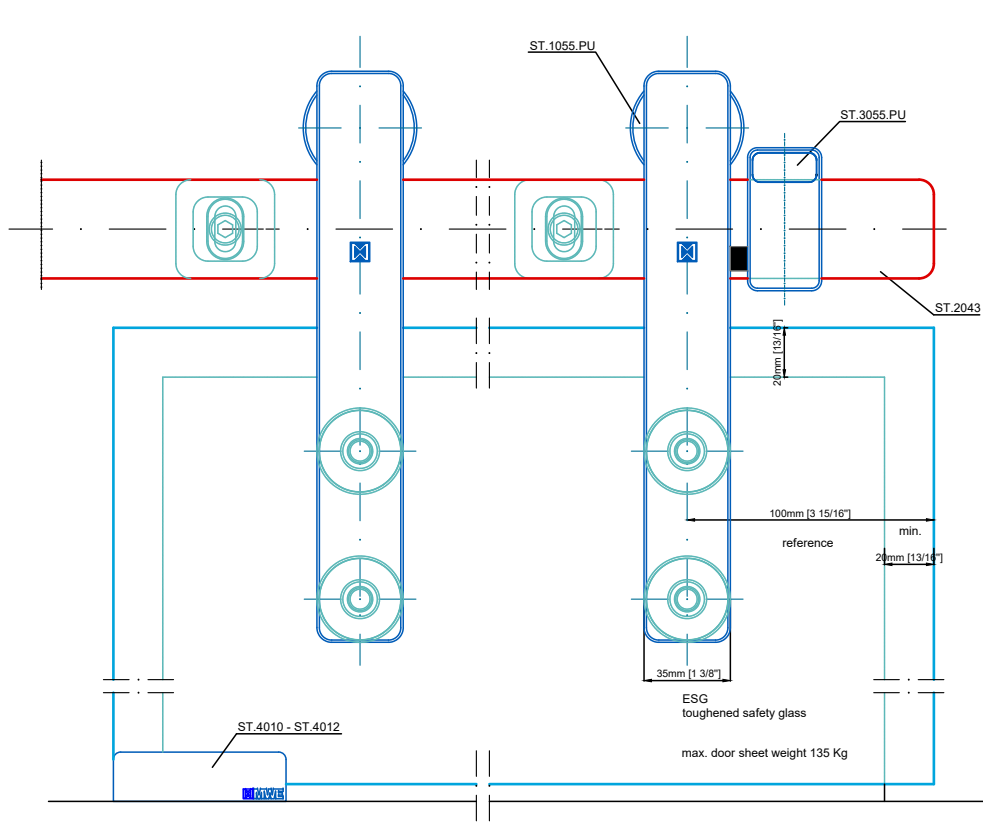 ST.1055.PU
ST.3055.PU
ST.2043
20mm [13/16"]
100mm [3 15/16"]
min.
reference
20mm [13/16"]
35mm [1 3/8"]
ESG
toughened safety glass
ST.4010 - ST.4012
max. door sheet weight 135 Kg
MWE